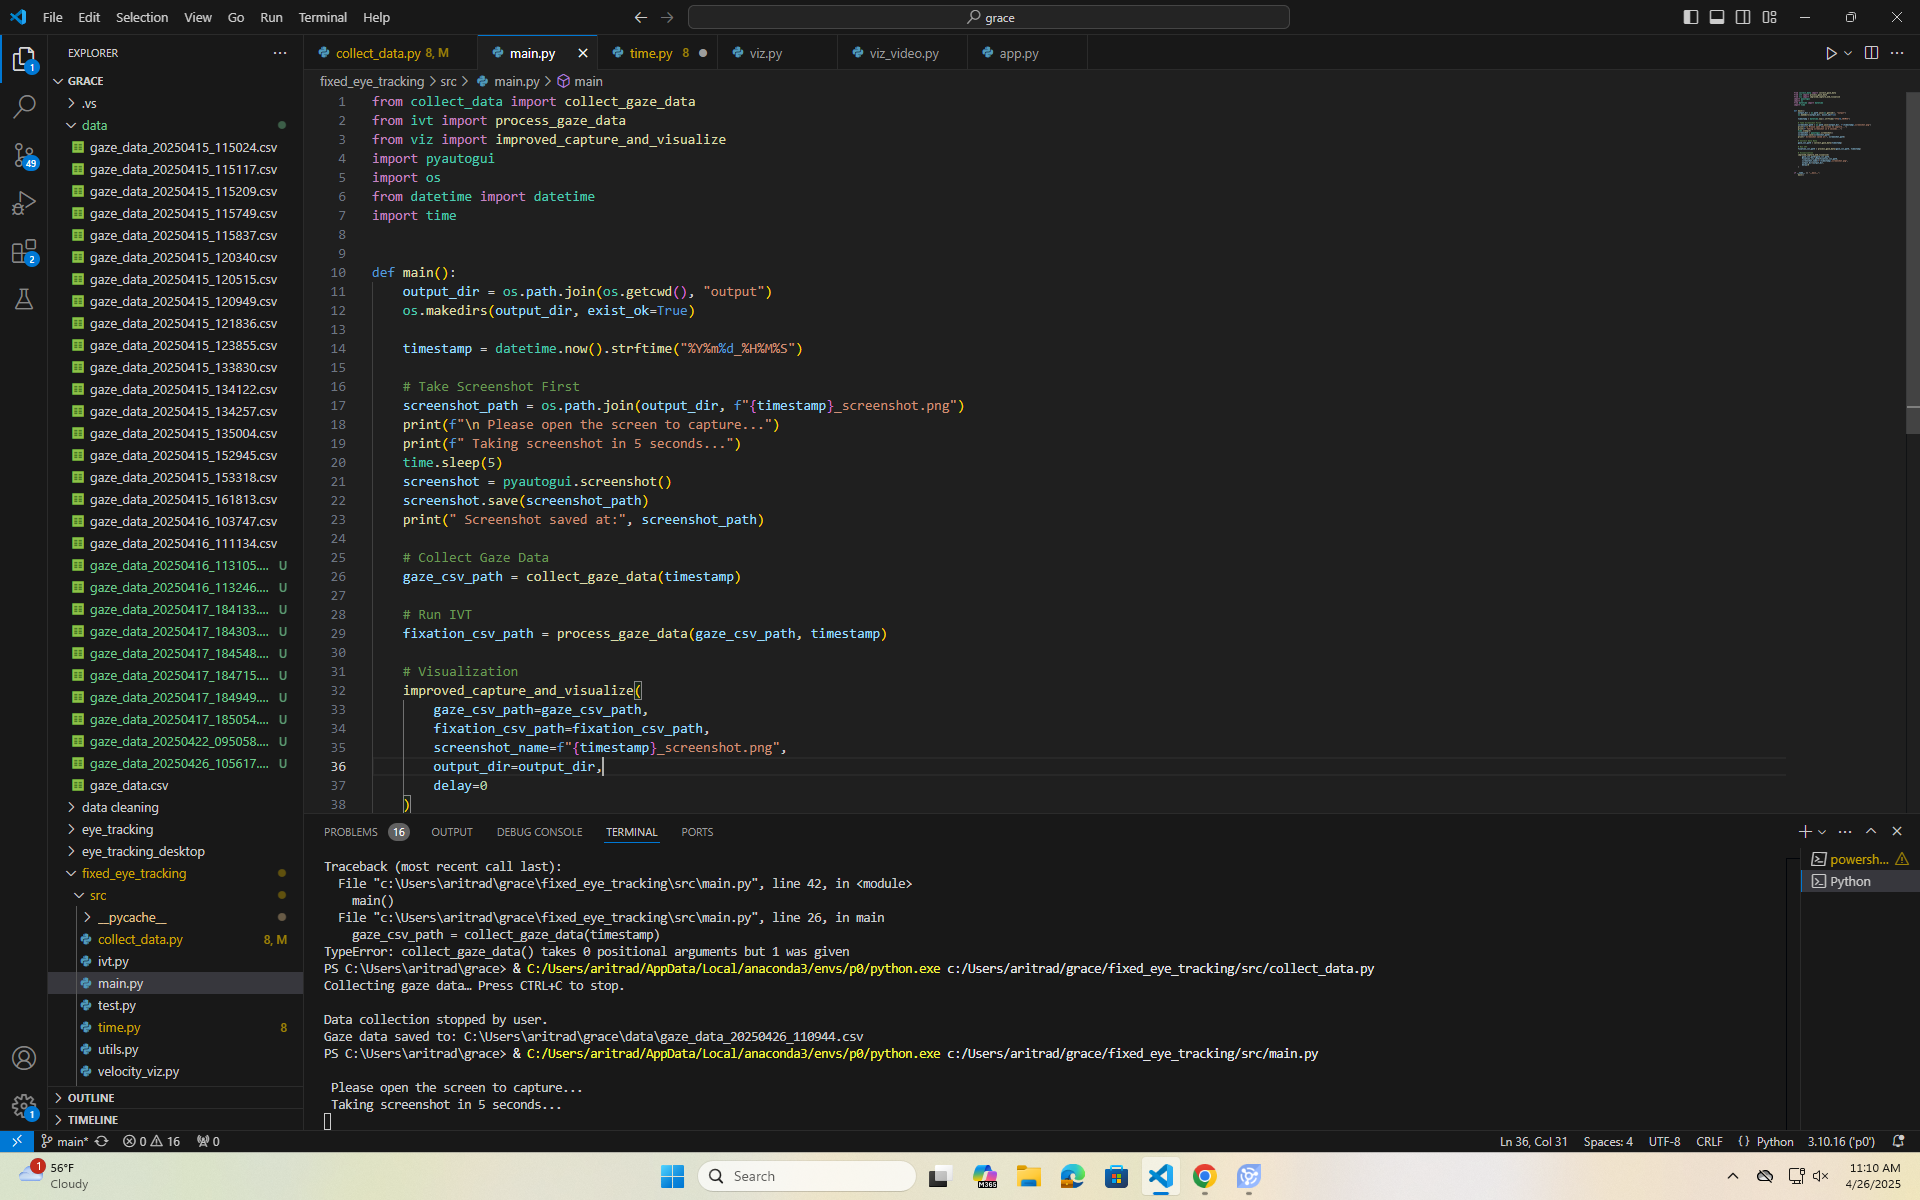 File Edit Selection View Go Run Terminal Help
grace
EXPLORER
GRACE
.vs
data
gaze_data_20250415_115024.csv
gaze_data_20250415_115117.csv
gaze_data_20250415_115209.csv
gaze_data_20250415_115749.csv
gaze_data_20250415_115837.csv
gaze_data_20250415_120340.csv
gaze_data_20250415_120515.csv
gaze_data_20250415_120949.csv
gaze_data_20250415_121836.csv
gaze_data_20250415_123855.csv
gaze_data_20250415_133830.csv
gaze_data_20250415_134122.csv
gaze_data_20250415_134257.csv
gaze_data_20250415_135004.csv
gaze_data_20250415_152945.csv
gaze_data_20250415_153318.csv
gaze_data_20250415_161813.csv
gaze_data_20250416_103747.csv
gaze_data_20250416_111134.csv
gaze_data_20250416_113105.... U
gaze_data_20250416_113246.... U
gaze_data_20250417_184133.... U
gaze_data_20250417_184303.... U
gaze_data_20250417_184548.... U
gaze_data_20250417_184715.... U
gaze_data_20250417_184949.... U
gaze_data_20250417_185054.... U
gaze_data_20250422_095058.... U
gaze_data_20250426_105617.... U
gaze_data.csv
data cleaning
eye_tracking
eye_tracking_desktop
fixed_eye_tracking
src
__pycache__
collect_data.py 8, M
ivt.py
main.py
test.py
time.py 8
utils.py
velocity_viz.py
OUTLINE
TIMELINE
1
49
2
1
collect_data.py 8, M main.py time.py 8 viz.py viz_video.py app.py
fixed_eye_tracking > src > main.py > main
1 from collect_data import collect_gaze_data
2 from ivt import process_gaze_data
3 from viz import improved_capture_and_visualize
4 import pyautogui
5 import os
6 from datetime import datetime
7 import time
8
9
10 def main():
11 output_dir = os.path.join(os.getcwd(), "output")
12 os.makedirs(output_dir, exist_ok=True)
13
14 timestamp = datetime.now().strftime("%Y%m%d_%H%M%S")
15
16 # Take Screenshot First
17 screenshot_path = os.path.join(output_dir, f"{timestamp}_screenshot.png")
18 print(f"\n Please open the screen to capture...")
19 print(f" Taking screenshot in 5 seconds...")
20 time.sleep(5)
21 screenshot = pyautogui.screenshot()
22 screenshot.save(screenshot_path)
23 print(" Screenshot saved at:", screenshot_path)
24
25 # Collect Gaze Data
26 gaze_csv_path = collect_gaze_data(timestamp)
27
28 # Run IVT
29 fixation_csv_path = process_gaze_data(gaze_csv_path, timestamp)
30
31 # Visualization
32 improved_capture_and_visualize(
33 gaze_csv_path=gaze_csv_path,
34 fixation_csv_path=fixation_csv_path,
35 screenshot_name=f"{timestamp}_screenshot.png",
36 output_dir=output_dir,
37 delay=0
38 )
PROBLEMS 16 OUTPUT DEBUG CONSOLE TERMINAL PORTS
Traceback (most recent call last):
File "c:\Users\aritrad\grace\fixed_eye_tracking\src\main.py", line 42, in <module>
main()
File "c:\Users\aritrad\grace\fixed_eye_tracking\src\main.py", line 26, in main
gaze_csv_path = collect_gaze_data(timestamp)
TypeError: collect_gaze_data() takes 0 positional arguments but 1 was given
PS C:\Users\aritrad\grace> & C:/Users/aritrad/AppData/Local/anaconda3/envs/p0/python.exe c:/Users/aritrad/grace/fixed_eye_tracking/src/collect_data.py
Collecting gaze data… Press CTRL+C to stop.
Data collection stopped by user.
Gaze data saved to: C:\Users\aritrad\grace\data\gaze_data_20250426_110944.csv
PS C:\Users\aritrad\grace> & C:/Users/aritrad/AppData/Local/anaconda3/envs/p0/python.exe c:/Users/aritrad/grace/fixed_eye_tracking/src/main.py
Please open the screen to capture...
Taking screenshot in 5 seconds...
powersh...
Python
main* 0 16 0
Ln 36, Col 31 Spaces: 4 UTF-8 CRLF {} Python 3.10.16 ('p0')
1
56°F
Cloudy
Search
M365
11:10 AM
4/26/2025